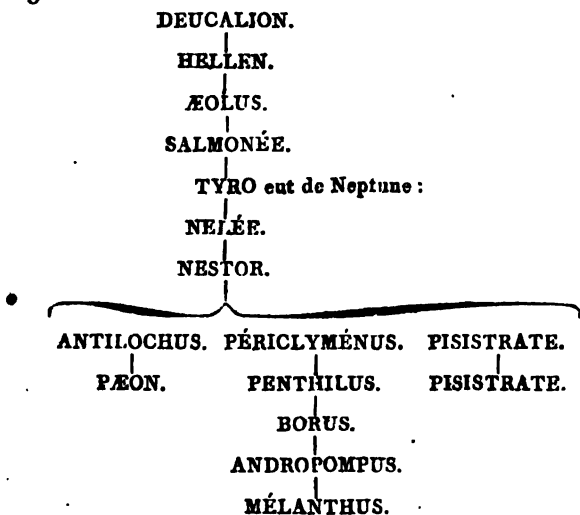 DEUCALION.
HELLEN.
ÆOLUS.
SALMONÉE.
TYRO eut de Neptune :
NELÉE.
NESTOR.
ANTILOCHUS. PÉRICLYMÉNUS. PISISTRATE.
PÆON. PENTHILUS. PISISTRATE.
BORUS.
ANDROPOMPUS.
MÉLANTHUS.